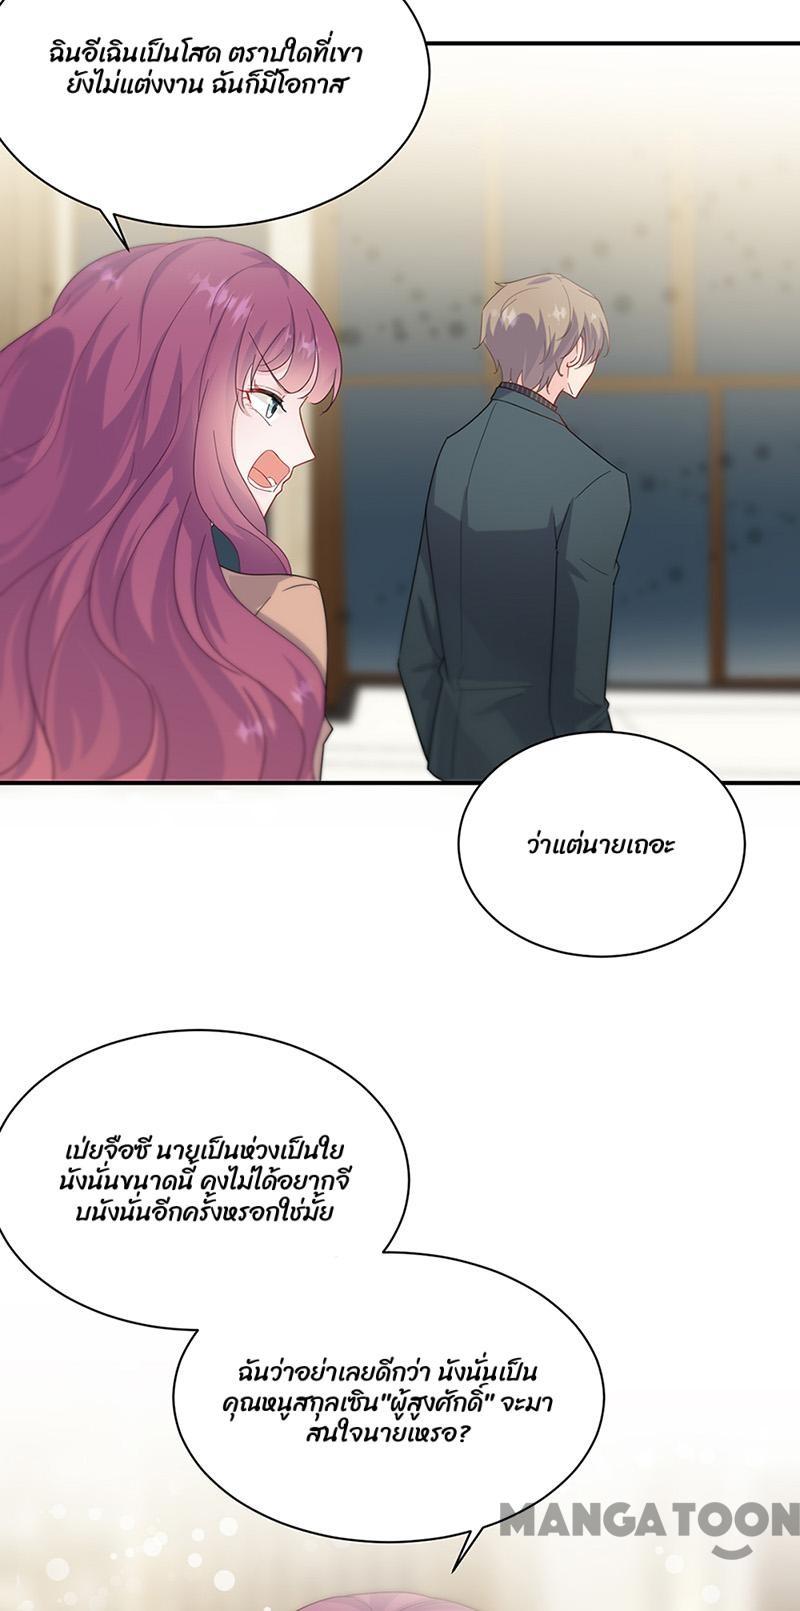 ฉินอีเฉินเป็นโสด ตราบใดที่เขา
ยังไม่แต่งงาน ฉันก็มีโอกาส
ว่าแต่นายเถอะ
เป่ยจือซี นายเป็นห่วงเป็นใย
นังนั่นขนาดนี้ คงไม่ได้อยากจี
บนังนั่นอีกครั้งหรอกใช่มั้ย
ฉันว่าอย่าเลยดีกว่า นังนั่นเป็น
คุณหนูสกุลเซิน"ผู้สูงศักดิ์" จะมา
สนใจนายเหรอ?
MANGATOON